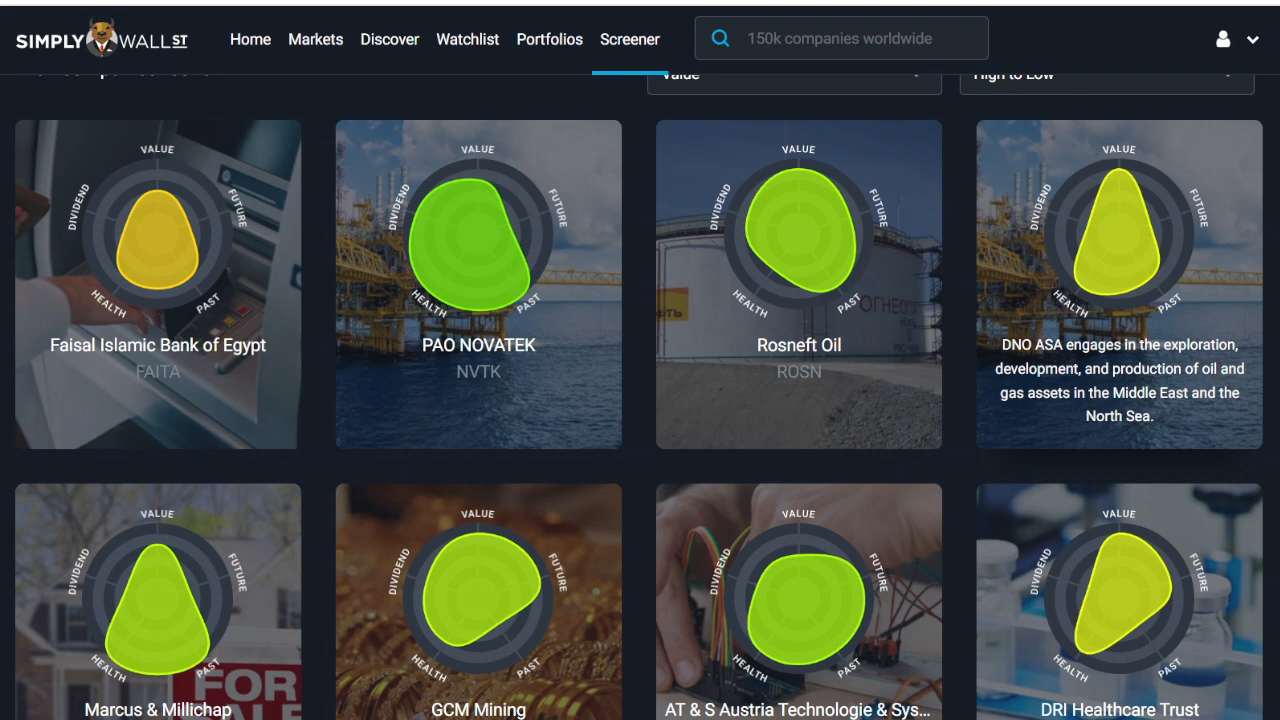 SIMPLY WALL ST
Home Markets Discover Watchlist Portfolios Screener
150k companies worldwide
Value
High to Low
VALUE
FUTURE
PAST
HEALTH
DIVIDEND
Faisal Islamic Bank of Egypt
FAITA
VALUE
FUTURE
PAST
HEALTH
DIVIDEND
PAO NOVATEK
NVTK
VALUE
FUTURE
PAST
HEALTH
DIVIDEND
Rosneft Oil
ROSN
VALUE
FUTURE
PAST
HEALTH
DIVIDEND
DNO ASA engages in the exploration,
development, and production of oil and
gas assets in the Middle East and the
North Sea.
VALUE
FUTURE
PAST
HEALTH
DIVIDEND
FOR
Marcus & Millichap
VALUE
FUTURE
PAST
HEALTH
DIVIDEND
GCM Mining
VALUE
FUTURE
PAST
HEALTH
DIVIDEND
AT & S Austria Technologie & Sys...
VALUE
FUTURE
PAST
HEALTH
DIVIDEND
DRI Healthcare Trust